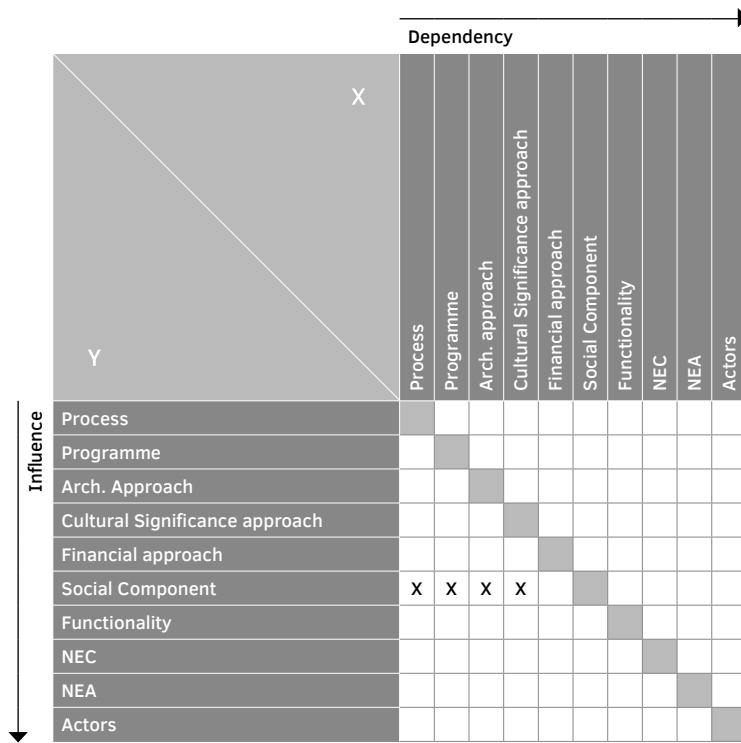 Dependency
X
Y
Process
Programme
Arch. approach
Cultural Significance approach
Financial approach
Social Component
Functionality
NEC
NEA
Actors
Influence
Process
Programme
Arch. Approach
Cultural Significance approach
Financial approach
Social Component X X X X
Functionality
NEC
NEA
Actors